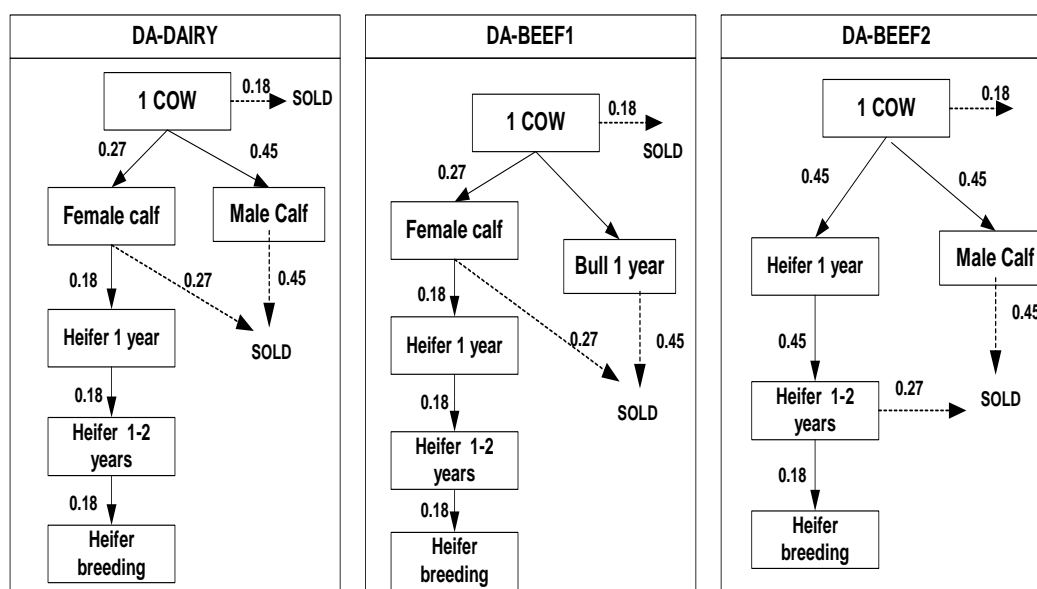 DA-DAIRY
1 COW
0.18
SOLD
0.27
0.45
Female calf
Male Calf
0.18
0.27
0.45
Heifer 1 year
SOLD
0.18
Heifer 1-2
years
0.18
Heifer
breeding
DA-BEEF1
1 COW
0.18
SOLD
0.27
Female calf
Bull 1 year
0.18
0.27
0.45
Heifer 1 year
SOLD
0.18
Heifer 1-2
years
0.18
Heifer
breeding
DA-BEEF2
1 COW
0.18
0.45
0.45
Heifer 1 year
Male Calf
0.45
0.45
Heifer 1-2
years
0.27
SOLD
0.18
Heifer
breeding